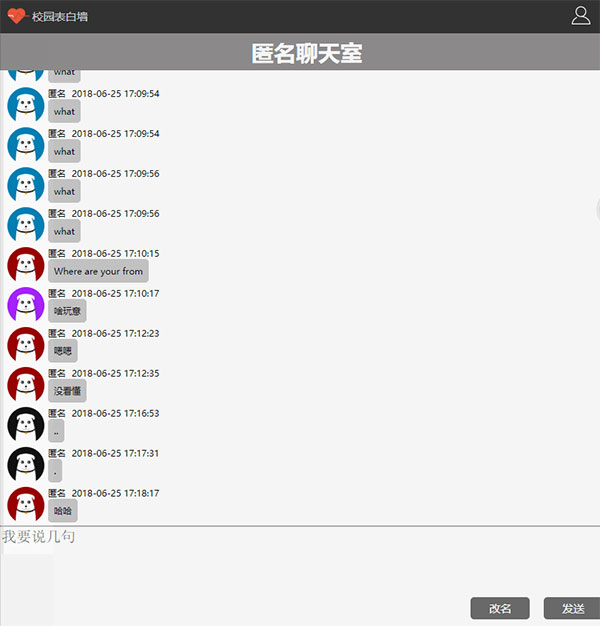 校园表白墙
匿名聊天室
what
匿名 2018-06-25 17:09:54
what
匿名 2018-06-25 17:09:54
what
匿名 2018-06-25 17:09:56
what
匿名 2018-06-25 17:09:56
what
匿名 2018-06-25 17:10:15
Where are your from
匿名 2018-06-25 17:10:17
啥玩意
匿名 2018-06-25 17:12:23
嗯嗯
匿名 2018-06-25 17:12:35
没看懂
匿名 2018-06-25 17:16:53
..
匿名 2018-06-25 17:17:31
.
匿名 2018-06-25 17:18:17
哈哈
我要说几句
改名 发送